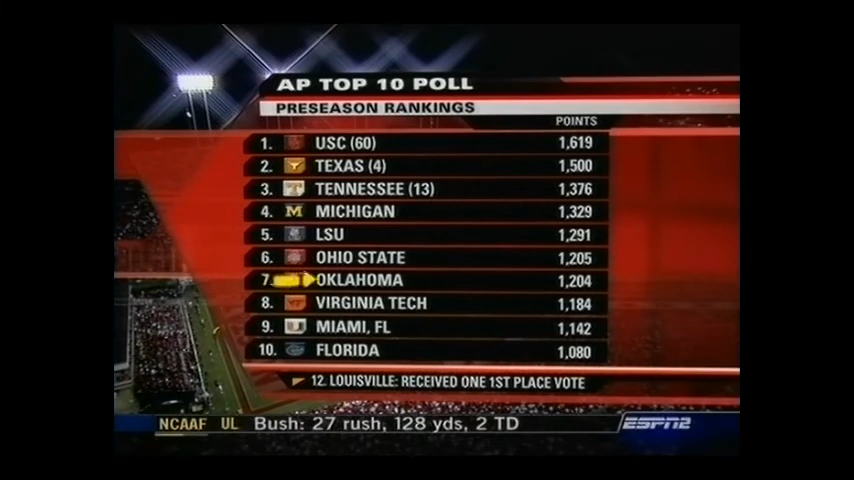 AP TOP 10 POLL
PRESEASON RANKINGS
POINTS
1. USC (60) 1,619
2. TEXAS (4) 1,500
3. TENNESSEE (13) 1,376
4. MICHIGAN 1,329
5. LSU 1,291
6. OHIO STATE 1,205
7. OKLAHOMA 1,204
8. VIRGINIA TECH 1,184
9. MIAMI, FL 1,142
10. FLORIDA 1,080
12. LOUISVILLE: RECEIVED ONE 1ST PLACE VOTE
NCAAF UL Bush: 27 rush, 128 yds, 2 TD ESPN2